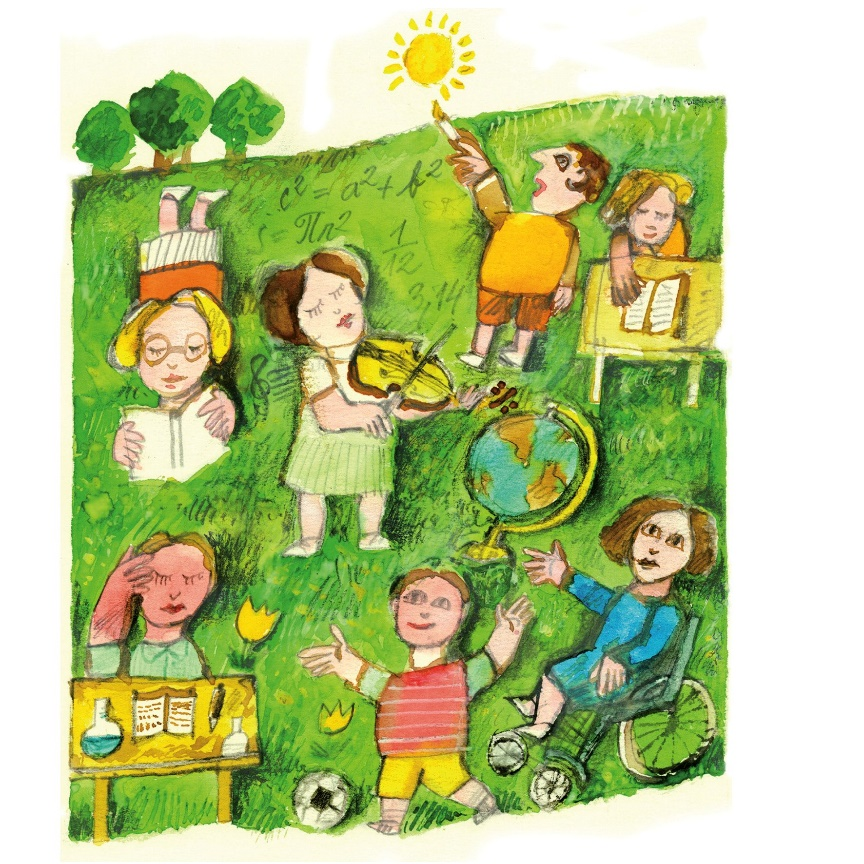 c² = a² + b²
πr²
1
12
3,14